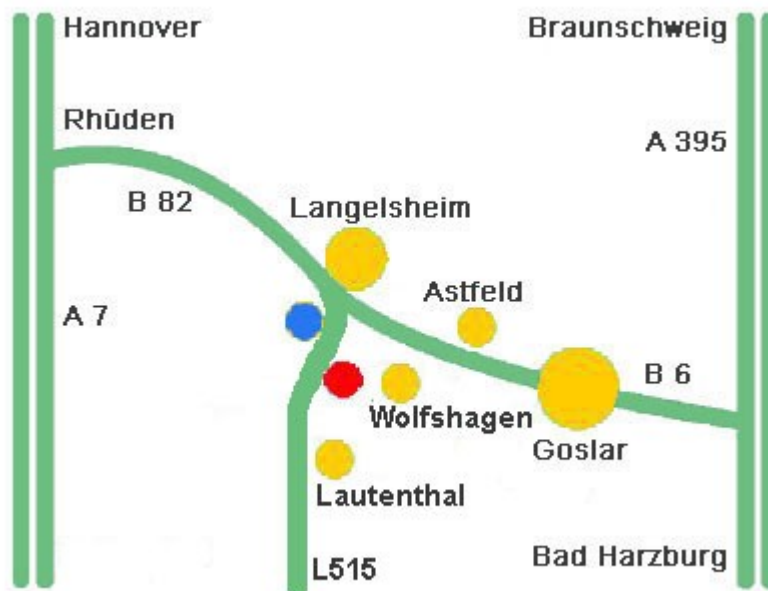 Hannover
Braunschweig
Rhüden
A 395
B 82
Langelsheim
Astfeld
A 7
B 6
Wolfshagen
Goslar
Lautenthal
Bad Harzburg
L515